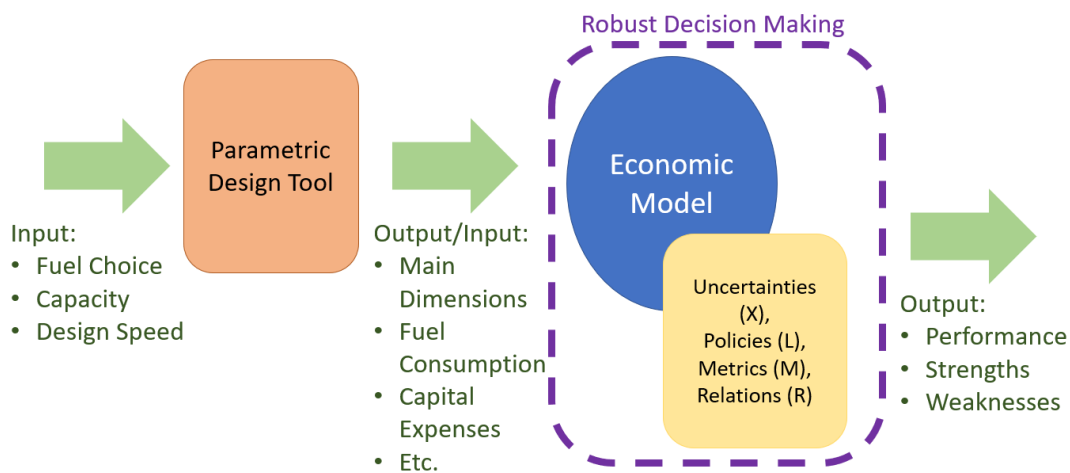 Robust Decision Making
Parametric
Design Tool
Economic
Model
Input:
• Fuel Choice
• Capacity
• Design Speed
Output/Input:
• Main
Dimensions
• Fuel
Consumption
• Capital
Expenses
• Etc.
Uncertainties
(X),
Policies (L),
Metrics (M),
Relations (R)
Output:
• Performance
• Strengths
• Weaknesses